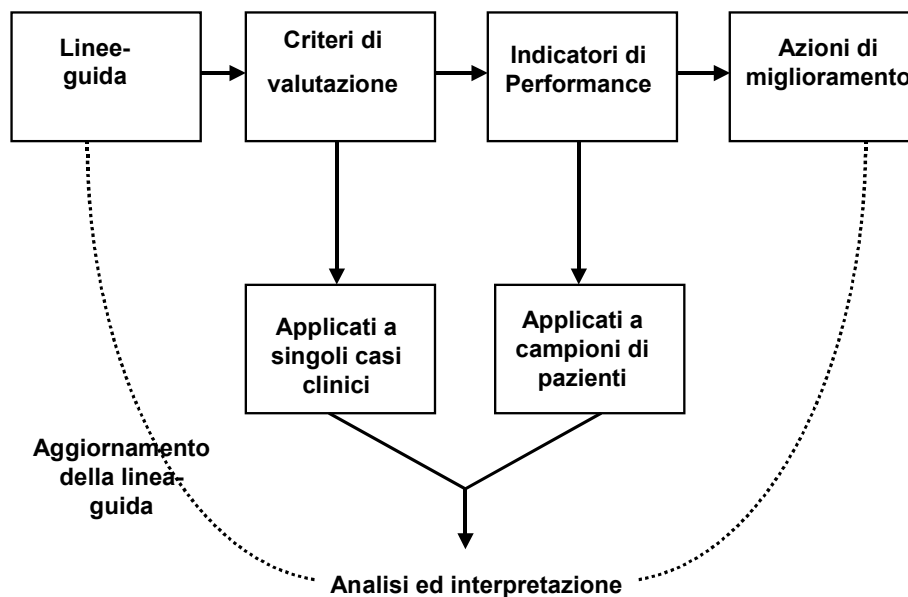 Linee-
guida
Criteri di
valutazione
Indicatori di
Performance
Azioni di
miglioramento
Applicati a
singoli casi
clinici
Applicati a
campioni di
pazienti
Aggiornamento
della linea-
guida
Analisi ed interpretazione